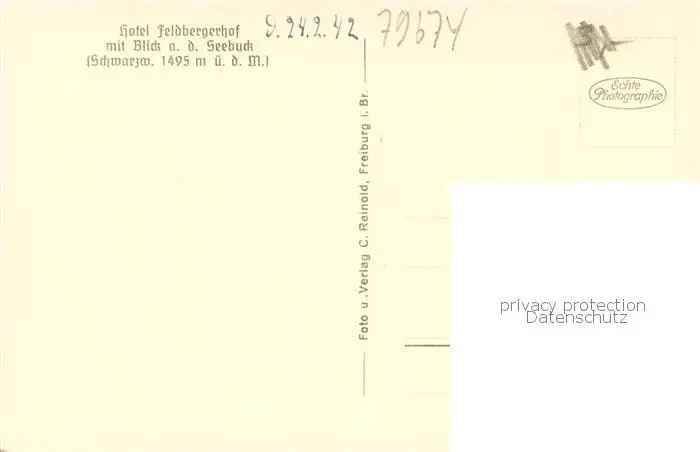 Hotel Feldbergerhof
mit Blick a. d. Seebuck
(Schwarzw. 1495 m ü. d. M.)
D. 24.2.42
79674
Echte
Photographie
Foto u. Verlag C. Reinold, Freiburg i. Br.
privacy protection
Datenschutz